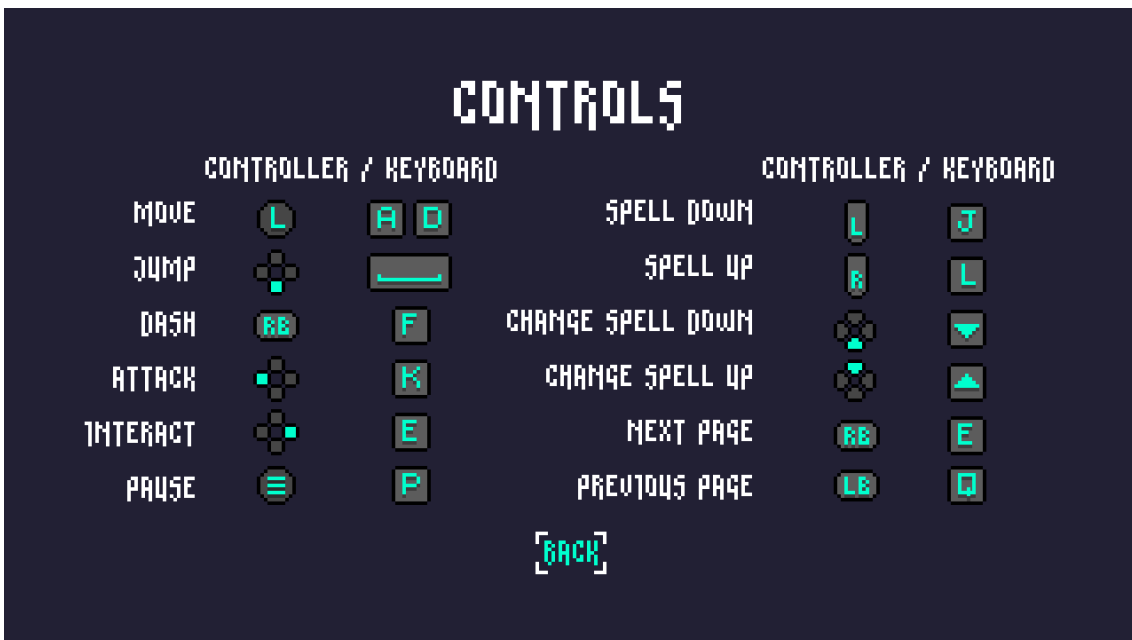 CONTROLS
CONTROLLER / KEYBOARD CONTROLLER / KEYBOARD
MOVE L A D SPELL DOWN L J
JUMP SPELL UP R L
DASH RB F CHANGE SPELL DOWN
ATTACK K CHANGE SPELL UP
INTERACT E NEXT PAGE RB E
PAUSE P PREVIOUS PAGE LB Q
BACK